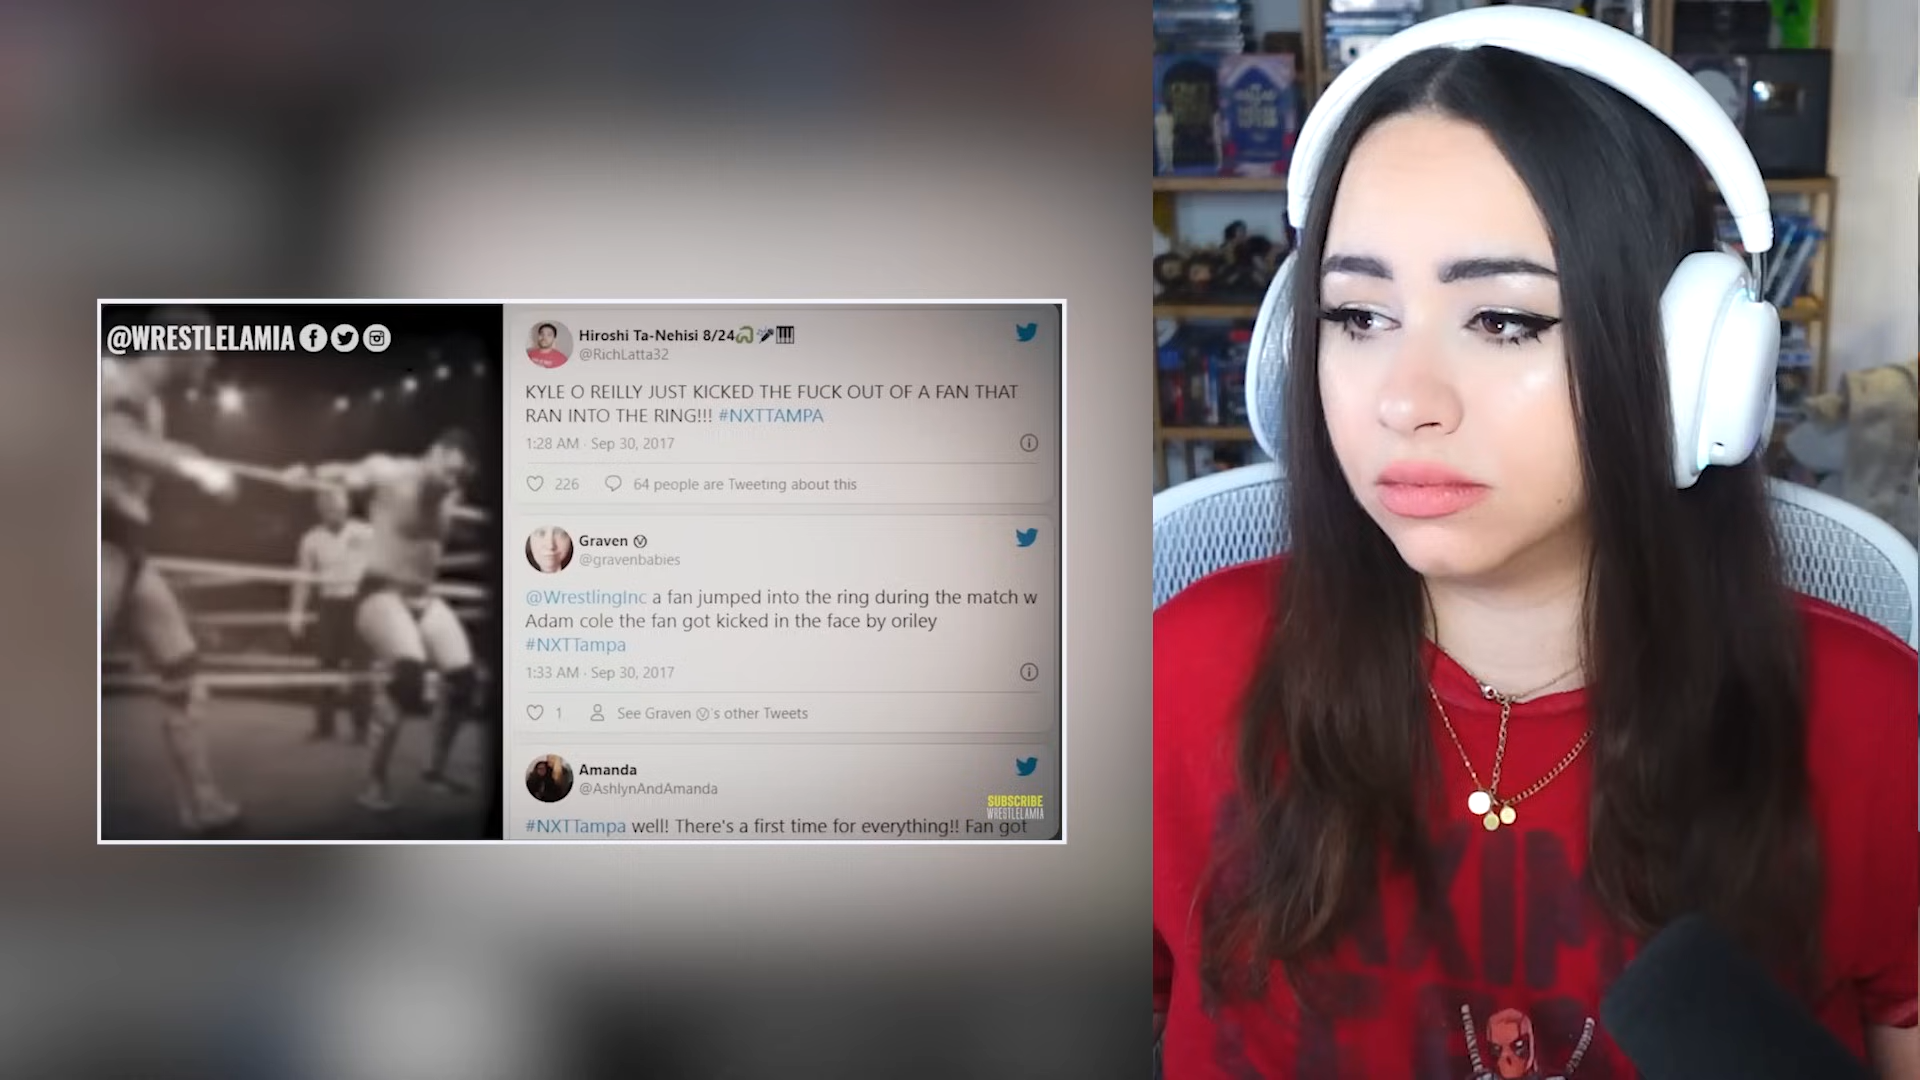 @WRESTLELAMIA
Hiroshi Ta-Nehisi 8/24
@RichLatta32
KYLE O REILLY JUST KICKED THE FUCK OUT OF A FAN THAT
RAN INTO THE RING!!! #NXTTAMPA
1:28 AM · Sep 30, 2017
226 64 people are Tweeting about this
Graven Ⓥ
@gravenbabies
@WrestlingInc a fan jumped into the ring during the match w
Adam cole the fan got kicked in the face by oriley
#NXTTampa
1:33 AM · Sep 30, 2017
1 See Graven Ⓥ's other Tweets
Amanda
@AshlynAndAmanda
#NXTTampa well! There's a first time for everything!! Fan got
SUBSCRIBE
WRESTLELAMIA